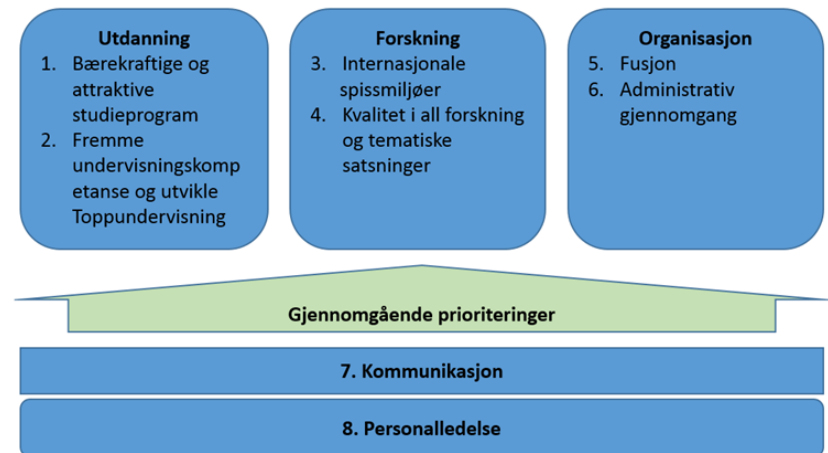 Utdanning
1. Bærekraftige og
attraktive
studieprogram
2. Fremme
undervisningskomp
etanse og utvikle
Toppundervisning
Forskning
3. Internasjonale
spissmiljøer
4. Kvalitet i all forskning
og tematiske
satsninger
Organisasjon
5. Fusjon
6. Administrativ
gjennomgang
Gjennomgående prioriteringer
7. Kommunikasjon
8. Personalledelse